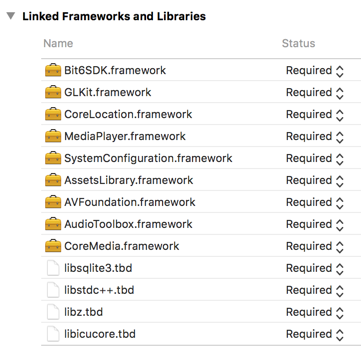 Linked Frameworks and Libraries
Name Status
Bit6SDK.framework Required
GLKit.framework Required
CoreLocation.framework Required
MediaPlayer.framework Required
SystemConfiguration.framework Required
AssetsLibrary.framework Required
AVFoundation.framework Required
AudioToolbox.framework Required
CoreMedia.framework Required
libsqlite3.tbd Required
libstdc++.tbd Required
libz.tbd Required
libicucore.tbd Required